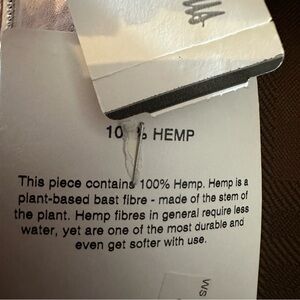 10 % HEMP
This piece contains 100% Hemp. Hemp is a
plant-based bast fibre - made of the stem of
the plant. Hemp fibres in general require less
water, yet are one of the most durable and
even get softer with use.
WS